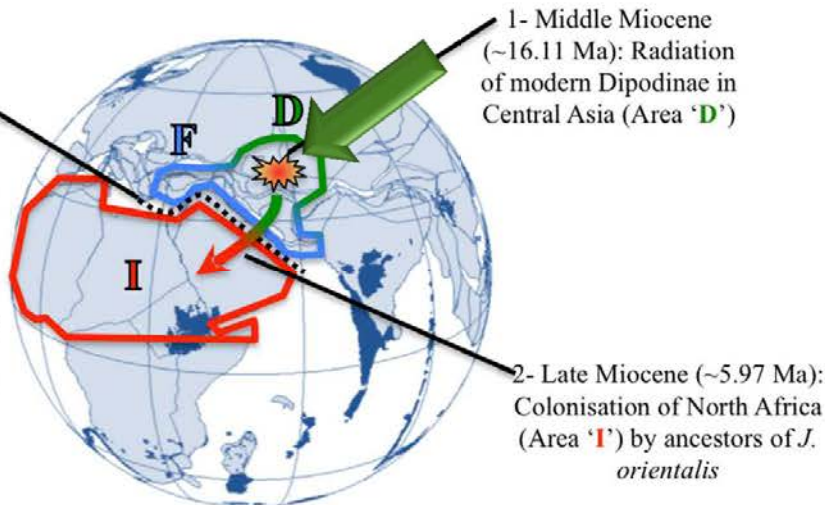 1- Middle Miocene
(~16.11 Ma): Radiation
of modern Dipodinae in
Central Asia (Area ‘D’)
D
F
I
2- Late Miocene (~5.97 Ma):
Colonisation of North Africa
(Area ‘I’) by ancestors of J.
orientalis